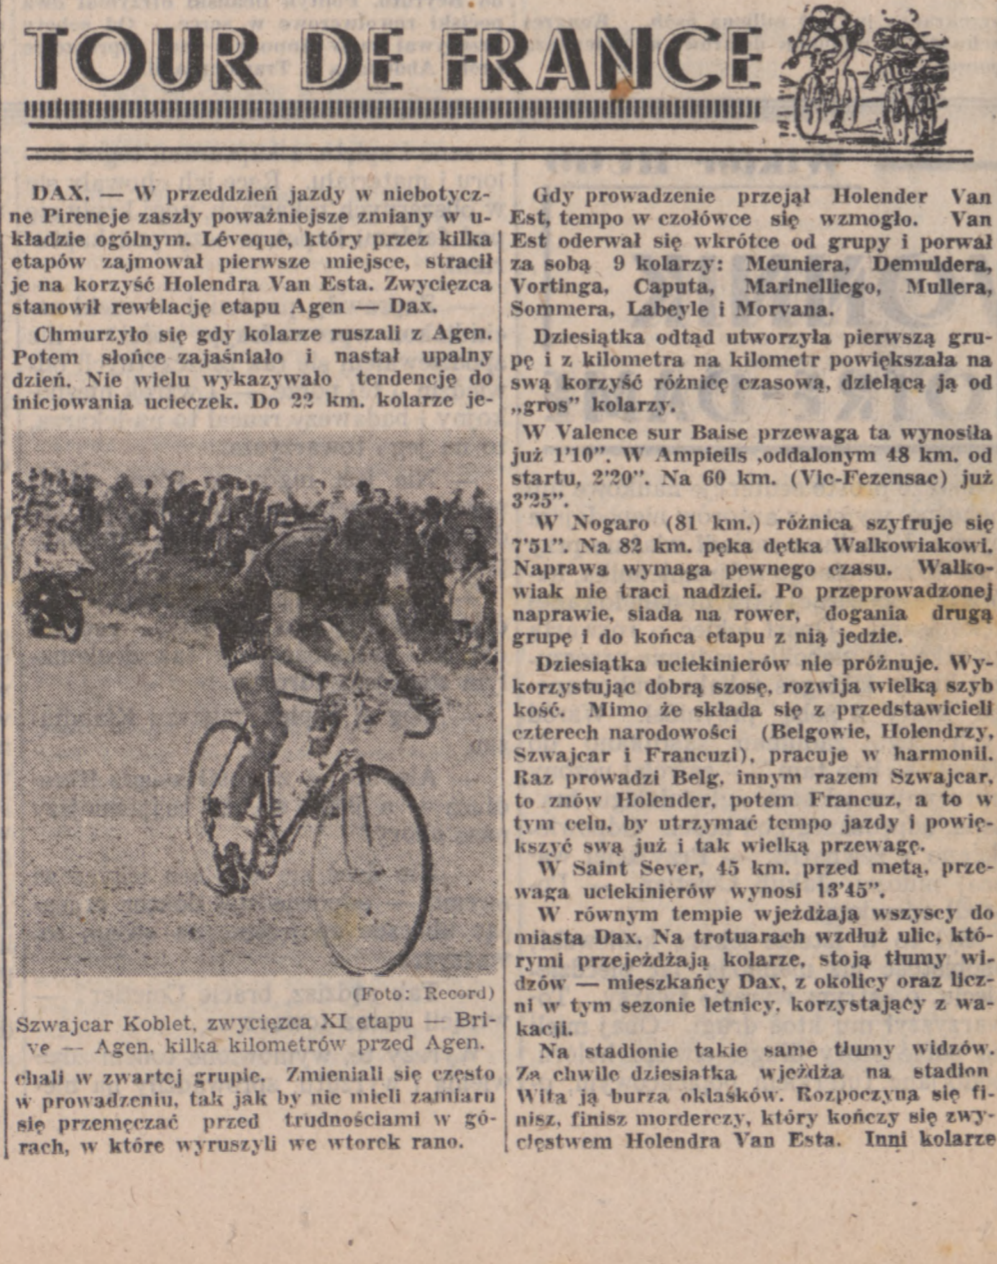 TOUR DE FRANCE
DAX. — W przeddzień jazdy w niebotycz-
ne Pireneje zaszły poważniejsze zmiany w u-
kładzie ogólnym. Léveque, który przez kilka
etapów zajmował pierwsze miejsce, stracił
je na korzyść Holendra Van Esta. Zwycięzca
stanowił rewelację etapu Agen — Dax.
Chmurzyło się gdy kolarze ruszali z Agen.
Potem słońce zajaśniało i nastał upalny
dzień. Nie wielu wykazywało tendencję do
inicjowania ucieczek. Do 22 km. kolarze je-
(Foto: Record)
Szwajcar Koblet, zwycięzca XI etapu — Bri-
ve — Agen, kilka kilometrów przed Agen.
chali w zwartej grupie. Zmieniali się często
w prowadzeniu, tak jak by nie mieli zamiaru
się przemęczać przed trudnościami w gó-
rach, w które wyruszyli we wtorek rano.
Gdy prowadzenie przejął Holender Van
Est, tempo w czołówce się wzmogło. Van
Est oderwał się wkrótce od grupy i porwał
za sobą 9 kolarzy: Meuniera, Demuldera,
Vortinga, Caputa, Marinelliego, Mullera,
Sommera, Labeyle i Morvana.
Dziesiątka odtąd utworzyła pierwszą gru-
pę i z kilometra na kilometr powiększała na
swą korzyść różnicę czasową, dzielącą ją od
„gros” kolarzy.
W Valence sur Baise przewaga ta wynosiła
już 1'10”. W Ampieils ,oddalonym 48 km. od
startu, 2'20”. Na 60 km. (Vic-Fezensac) już
3'25”.
W Nogaro (81 km.) różnica szyfruje się
7'51”. Na 82 km. pęka dętka Walkowiakowi.
Naprawa wymaga pewnego czasu. Walko-
wiak nie traci nadziei. Po przeprowadzonej
naprawie, siada na rower, dogania drugą
grupę i do końca etapu z nią jedzie.
Dziesiątka uciekinierów nie próżnuje. Wy-
korzystując dobrą szosę, rozwija wielką szyb
kość. Mimo że składa się z przedstawicieli
czterech narodowości (Belgowie, Holendrzy,
Szwajcar i Francuzi), pracuje w harmonii.
Raz prowadzi Belg, innym razem Szwajcar,
to znów Holender, potem Francuz, a to w
tym celu, by utrzymać tempo jazdy i powię-
kszyć swą już i tak wielką przewagę.
W Saint Sever, 45 km. przed metą, prze-
waga uciekinierów wynosi 13'45”.
W równym tempie wjeżdżają wszyscy do
miasta Dax. Na trotuarach wzdłuż ulic, któ-
rymi przejeżdżają kolarze, stoją tłumy wi-
dzów — mieszkańcy Dax, z okolicy oraz licz-
ni w tym sezonie letnicy, korzystający z wa-
kacji.
Na stadionie takie same tłumy widzów.
Za chwilę dziesiatka wjeżdża na stadion
Wita ją burza oklasków. Rozpoczyna się fi-
nisz, finisz morderczy, który kończy się zwy-
cięstwem Holendra Van Esta. Inni kolarze